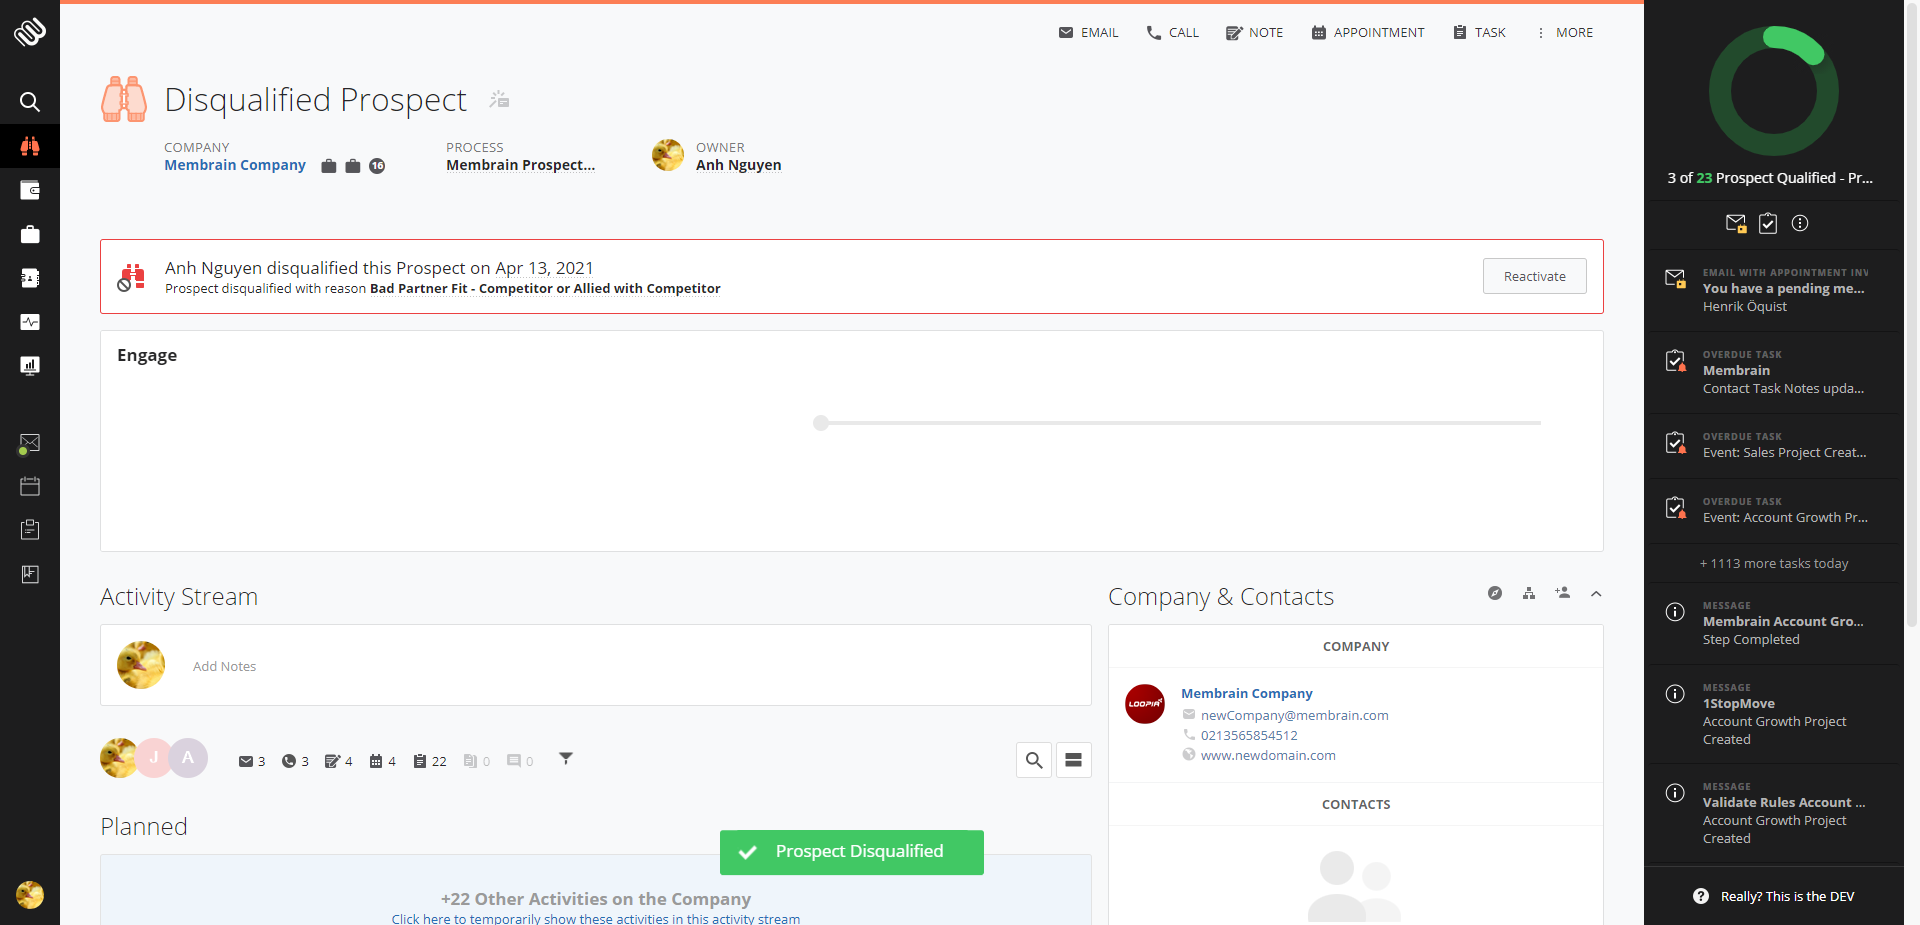 EMAIL
CALL
NOTE
APPOINTMENT
TASK
MORE
Disqualified Prospect
COMPANY
Membrain Company
16
PROCESS
Membrain Prospect...
OWNER
Anh Nguyen
Anh Nguyen disqualified this Prospect on Apr 13, 2021
Prospect disqualified with reason Bad Partner Fit - Competitor or Allied with Competitor
Reactivate
Engage
Activity Stream
Add Notes
J
A
3
3
4
4
22
0
0
Planned
+22 Other Activities on the Company
Click here to temporarily show these activities in this activity stream
Prospect Disqualified
Company & Contacts
COMPANY
LOOPIA
Membrain Company
newCompany@membrain.com
0213565854512
www.newdomain.com
CONTACTS
3 of 23 Prospect Qualified - Pr...
EMAIL WITH APPOINTMENT INV
You have a pending me...
Henrik Öquist
OVERDUE TASK
Membrain
Contact Task Notes upda...
OVERDUE TASK
Event: Sales Project Creat...
OVERDUE TASK
Event: Account Growth Pr...
+ 1113 more tasks today
MESSAGE
Membrain Account Gro...
Step Completed
MESSAGE
1StopMove
Account Growth Project
Created
MESSAGE
Validate Rules Account ...
Account Growth Project
Created
Really? This is the DEV